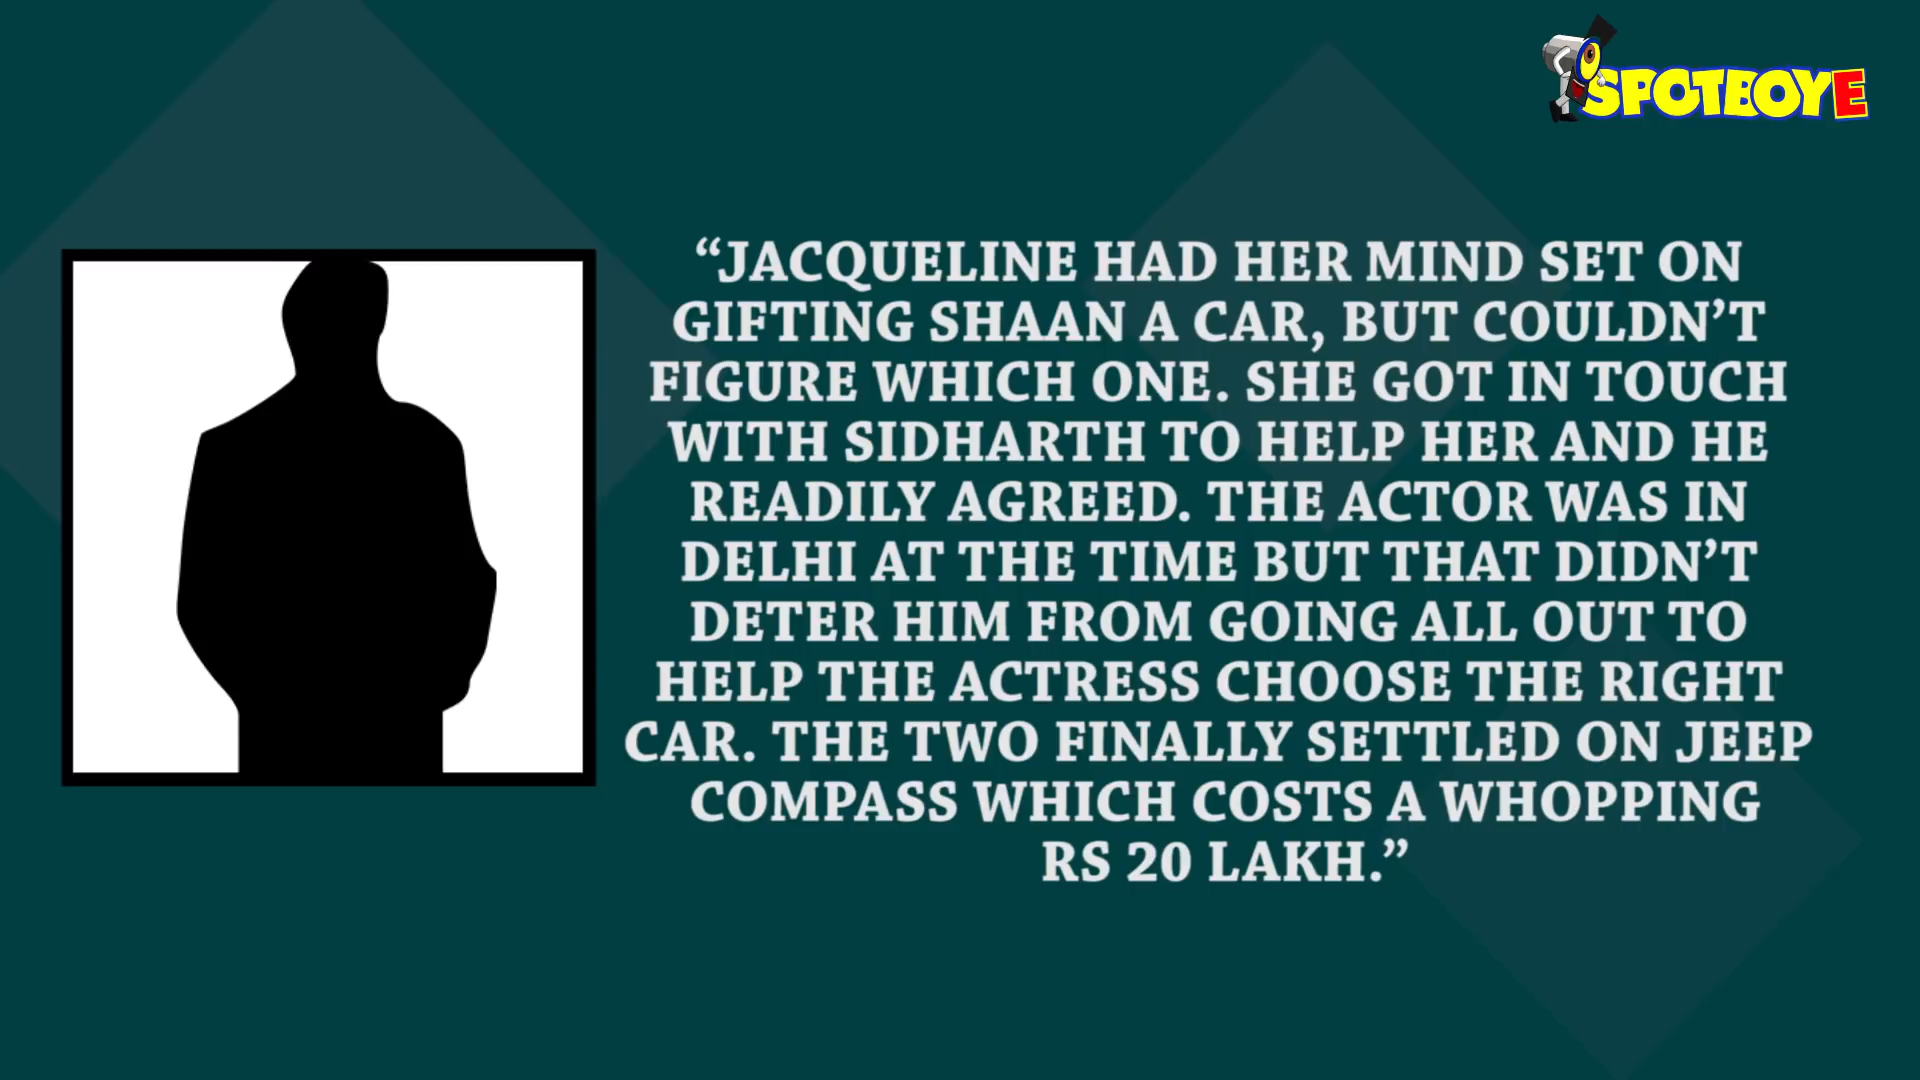 SPOTBOYE
“JACQUELINE HAD HER MIND SET ON
GIFTING SHAAN A CAR, BUT COULDN’T
FIGURE WHICH ONE. SHE GOT IN TOUCH
WITH SIDHARTH TO HELP HER AND HE
READILY AGREED. THE ACTOR WAS IN
DELHI AT THE TIME BUT THAT DIDN’T
DETER HIM FROM GOING ALL OUT TO
HELP THE ACTRESS CHOOSE THE RIGHT
CAR. THE TWO FINALLY SETTLED ON JEEP
COMPASS WHICH COSTS A WHOPPING
RS 20 LAKH.”